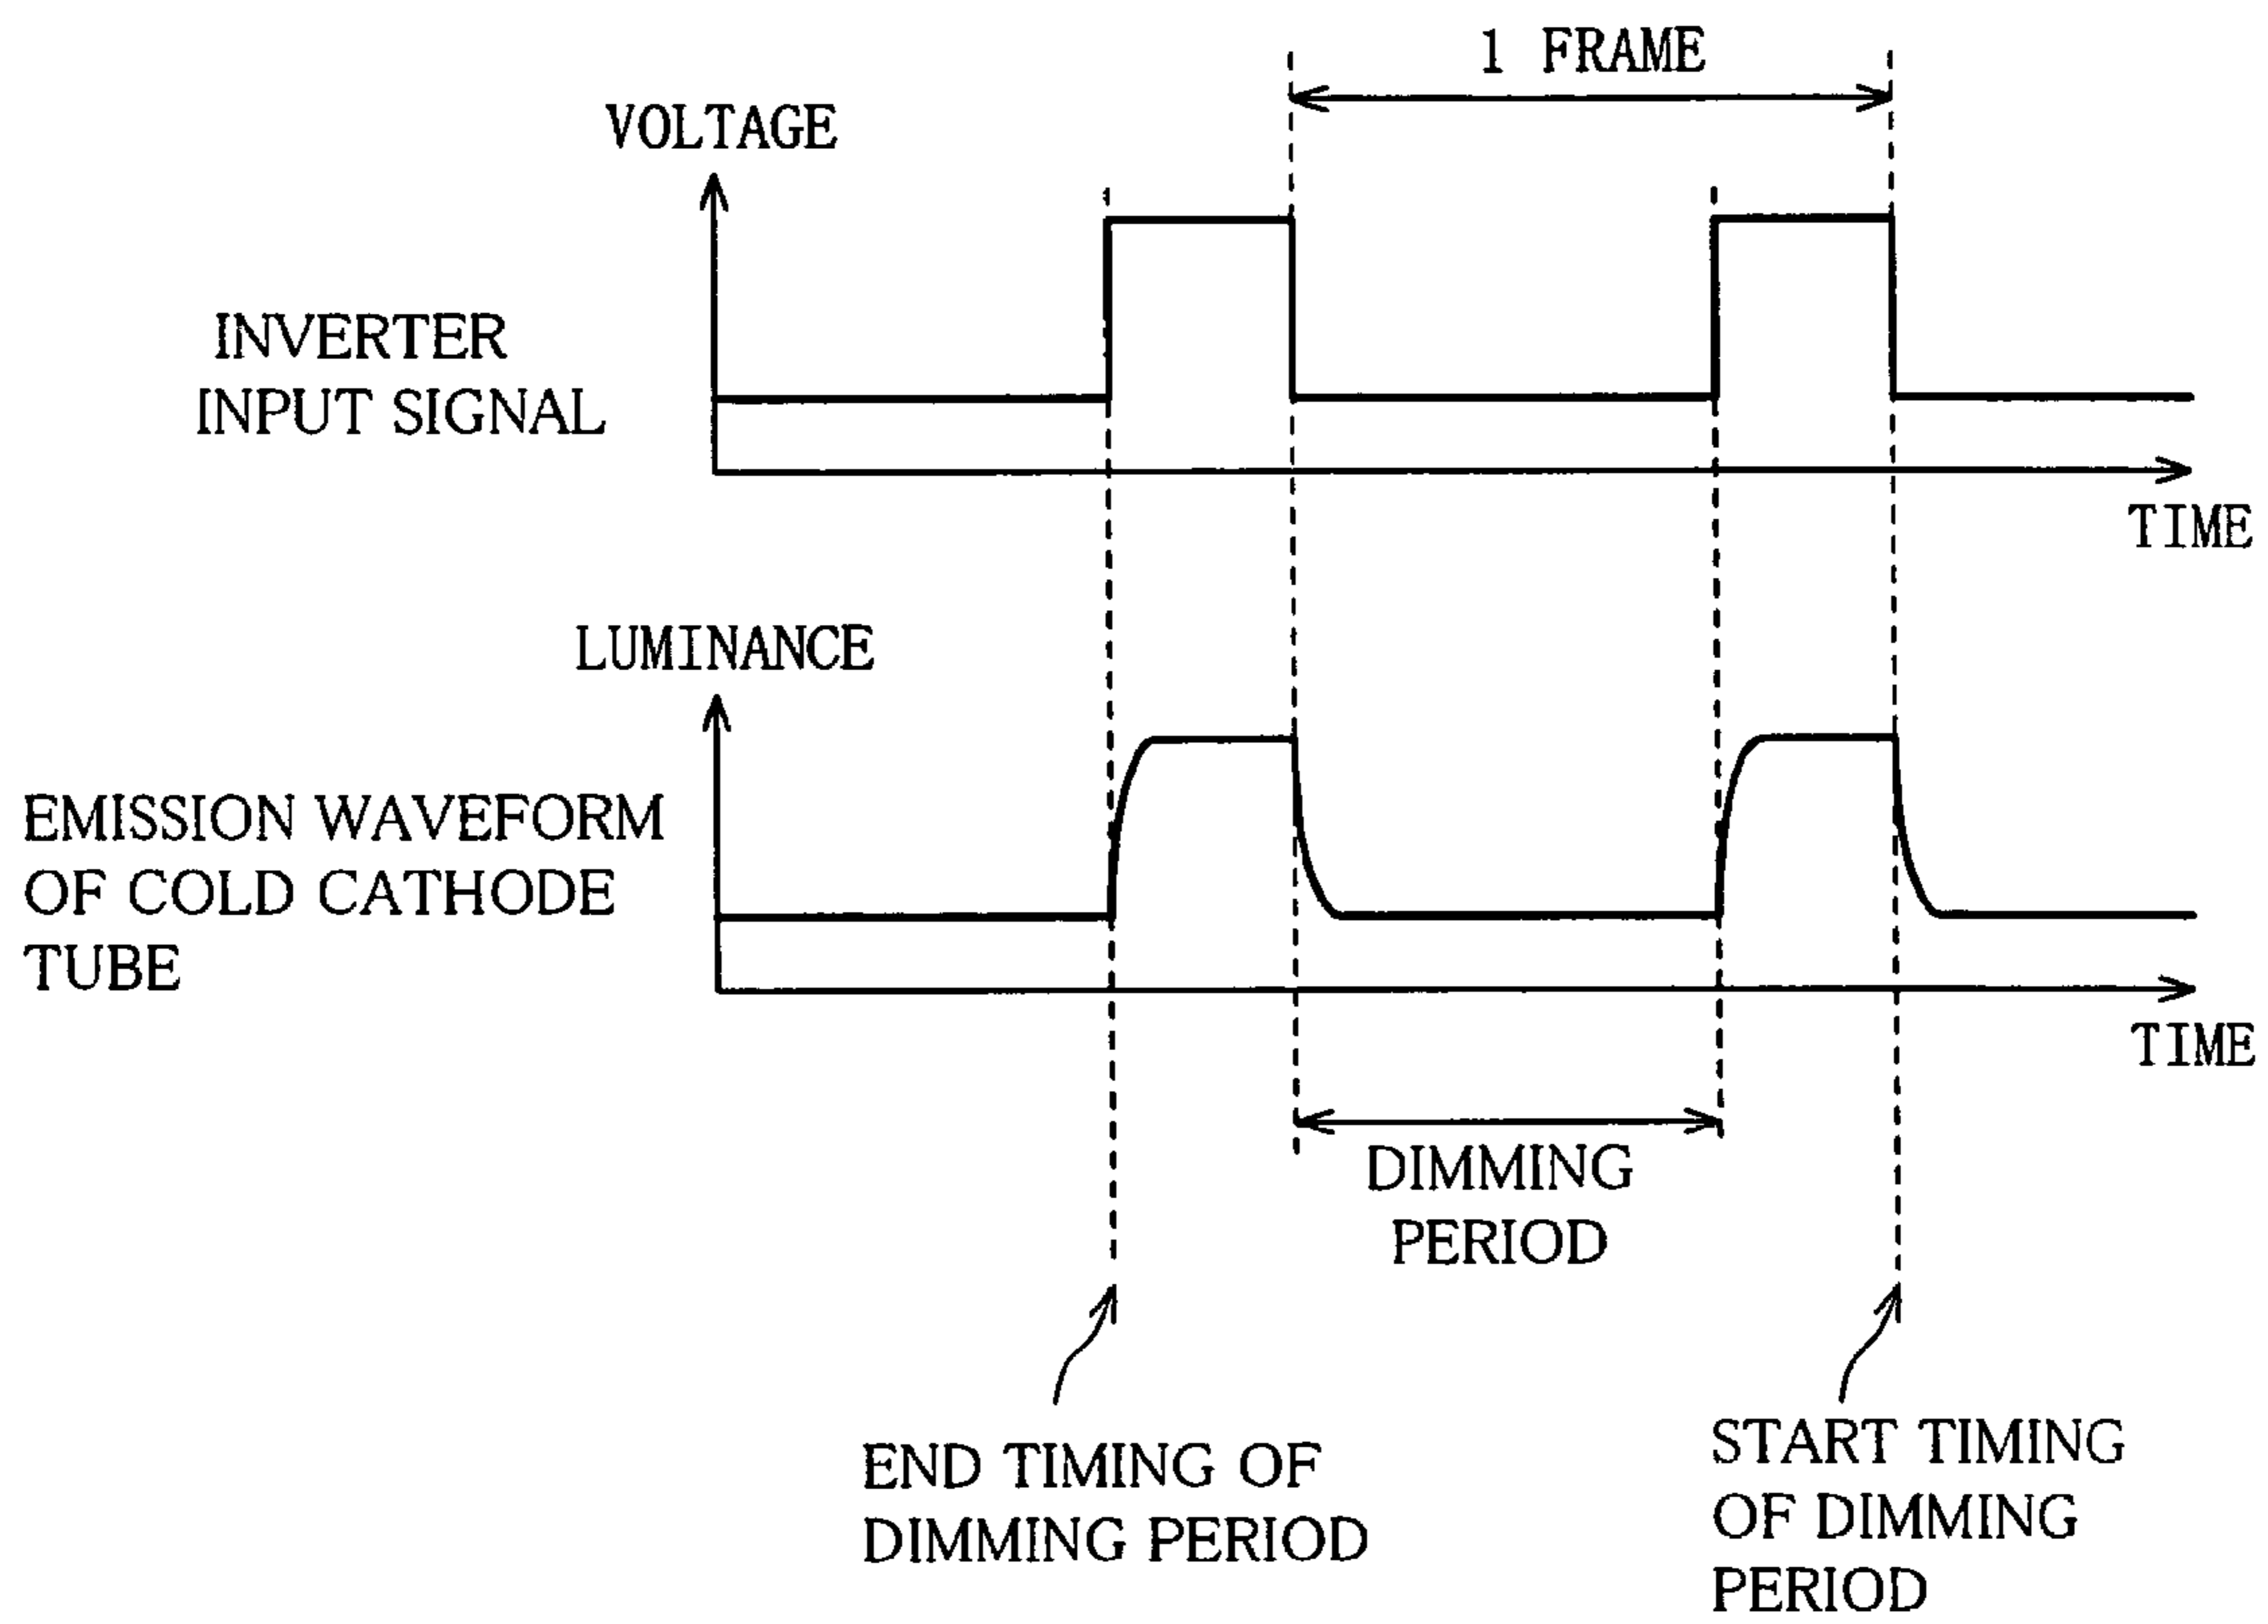 1 FRAME
VOLTAGE
INVERTER
INPUT SIGNAL
TIME
LUMINANCE
EMISSION WAVEFORM
OF COLD CATHODE
TUBE
TIME
DIMMING
PERIOD
END TIMING OF
DIMMING PERIOD
START TIMING
OF DIMMING
PERIOD